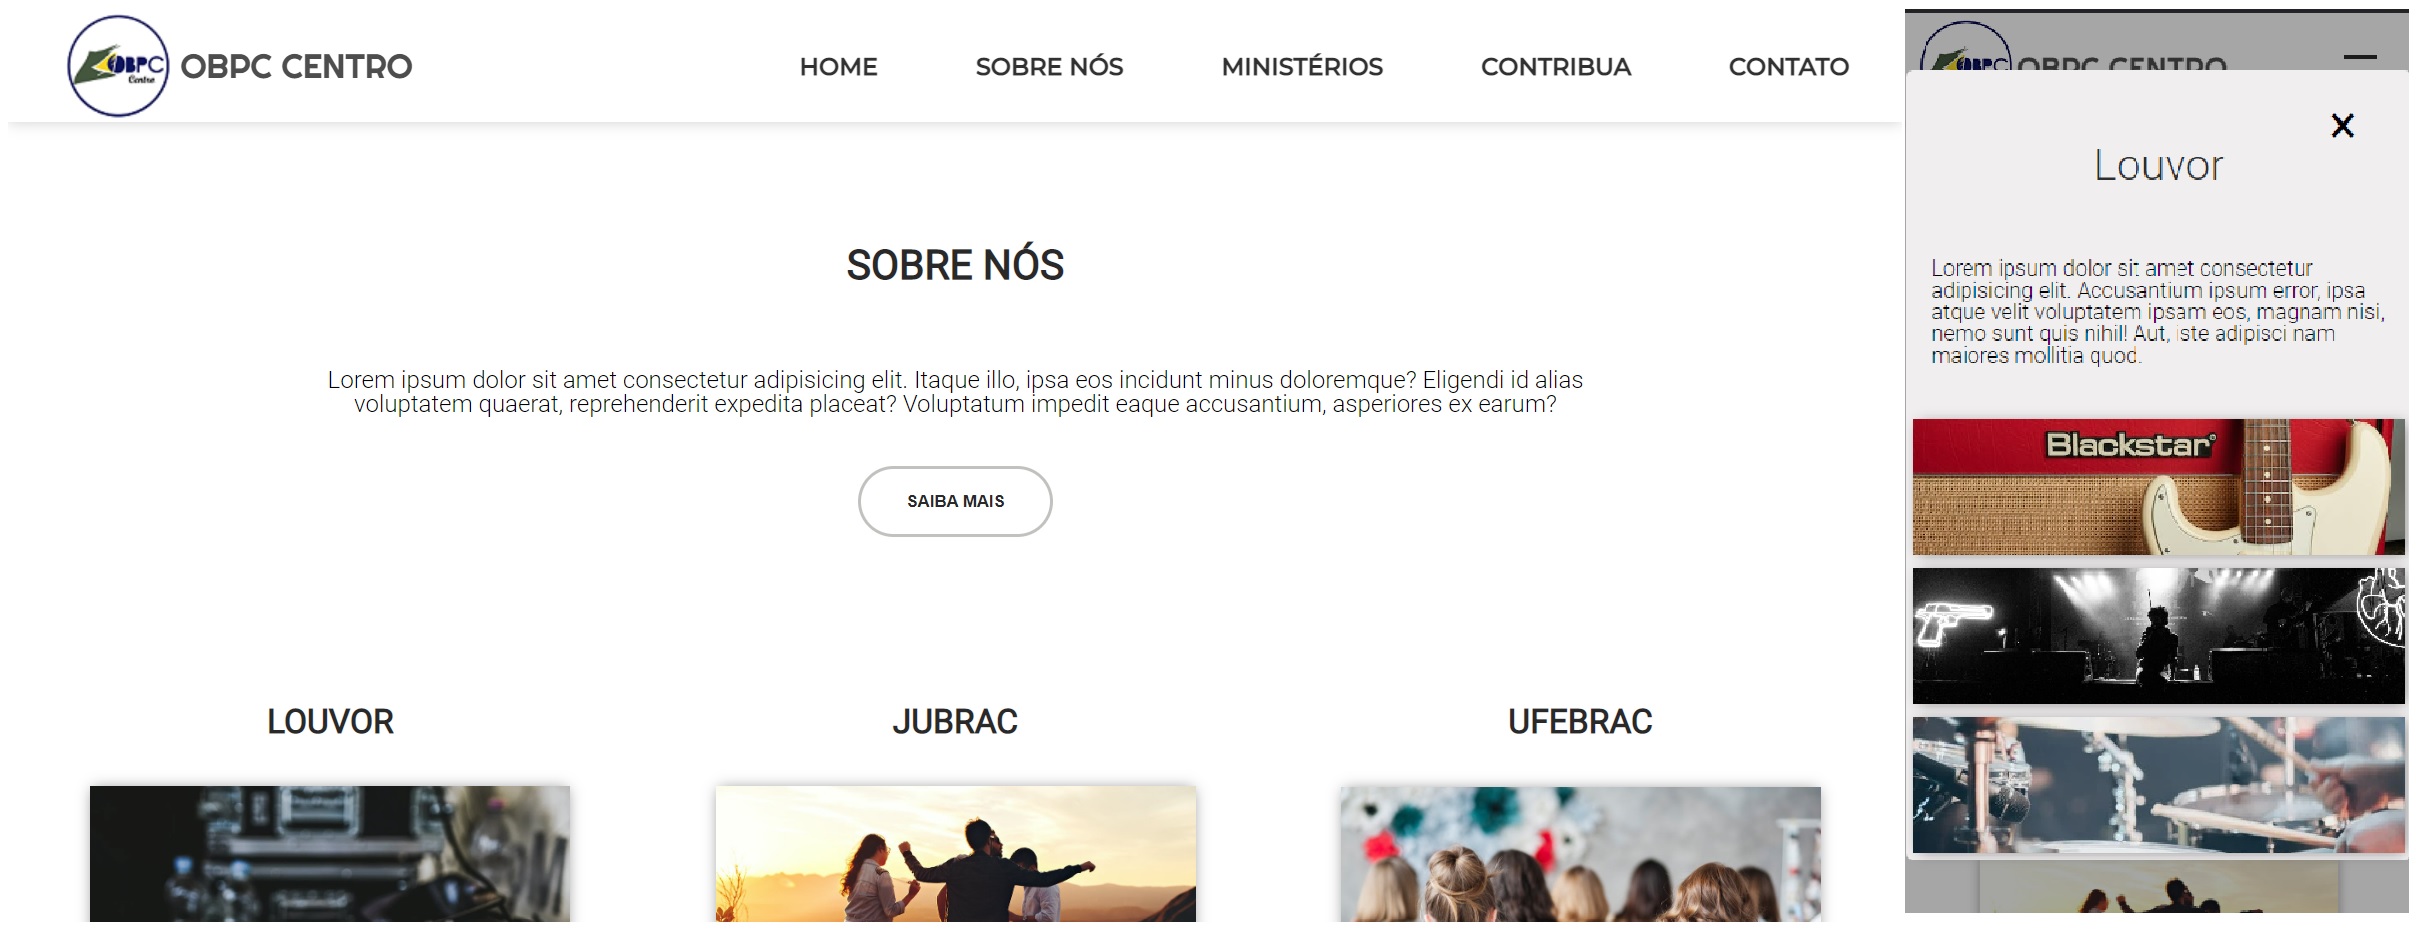 OBPC
Centro
OBPC CENTRO
HOME
SOBRE NÓS
MINISTÉRIOS
CONTRIBUA
CONTATO
SOBRE NÓS
Lorem ipsum dolor sit amet consectetur adipisicing elit. Itaque illo, ipsa eos incidunt minus doloremque? Eligendi id alias
voluptatem quaerat, reprehenderit expedita placeat? Voluptatum impedit eaque accusantium, asperiores ex earum?
SAIBA MAIS
LOUVOR
JUBRAC
UFEBRAC
OBPC
OBPC CENTRO
Louvor
Lorem ipsum dolor sit amet consectetur
adipisicing elit. Accusantium ipsum error, ipsa
atque velit voluptatem ipsam eos, magnam nisi,
nemo sunt quis nihil! Aut, iste adipisci nam
maiores mollitia quod.
Blackstar